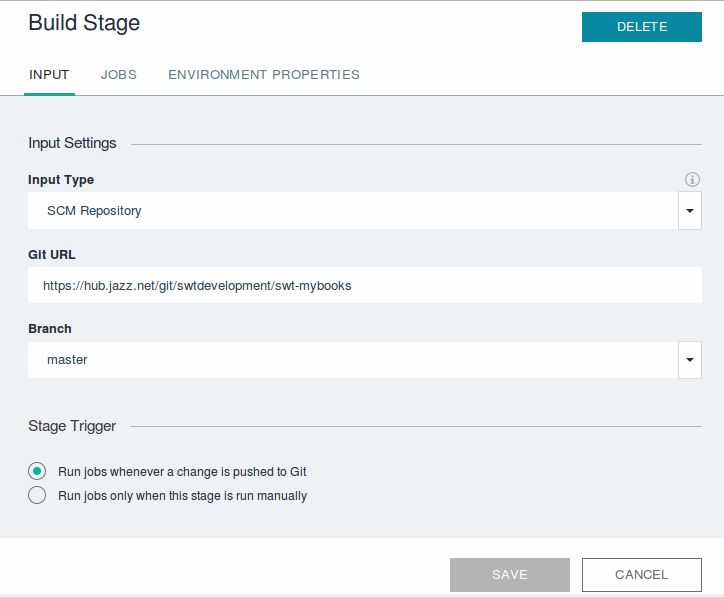 Build Stage
DELETE
INPUT JOBS ENVIRONMENT PROPERTIES
Input Settings
Input Type
SCM Repository
Git URL
https://hub.jazz.net/git/swtdevelopment/swt-mybooks
Branch
master
Stage Trigger
Run jobs whenever a change is pushed to Git
Run jobs only when this stage is run manually
SAVE CANCEL